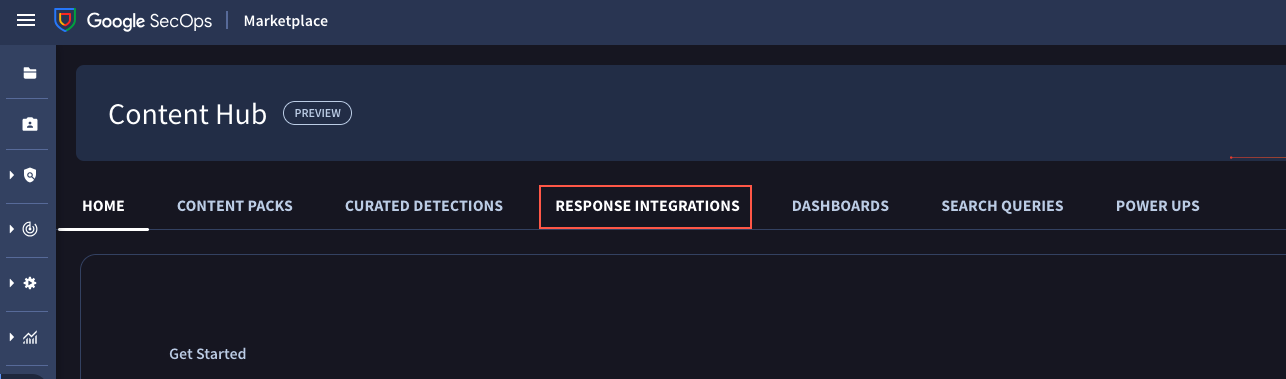 Google SecOps | Marketplace
Content Hub PREVIEW
HOME CONTENT PACKS CURATED DETECTIONS RESPONSE INTEGRATIONS DASHBOARDS SEARCH QUERIES POWER UPS
Get Started